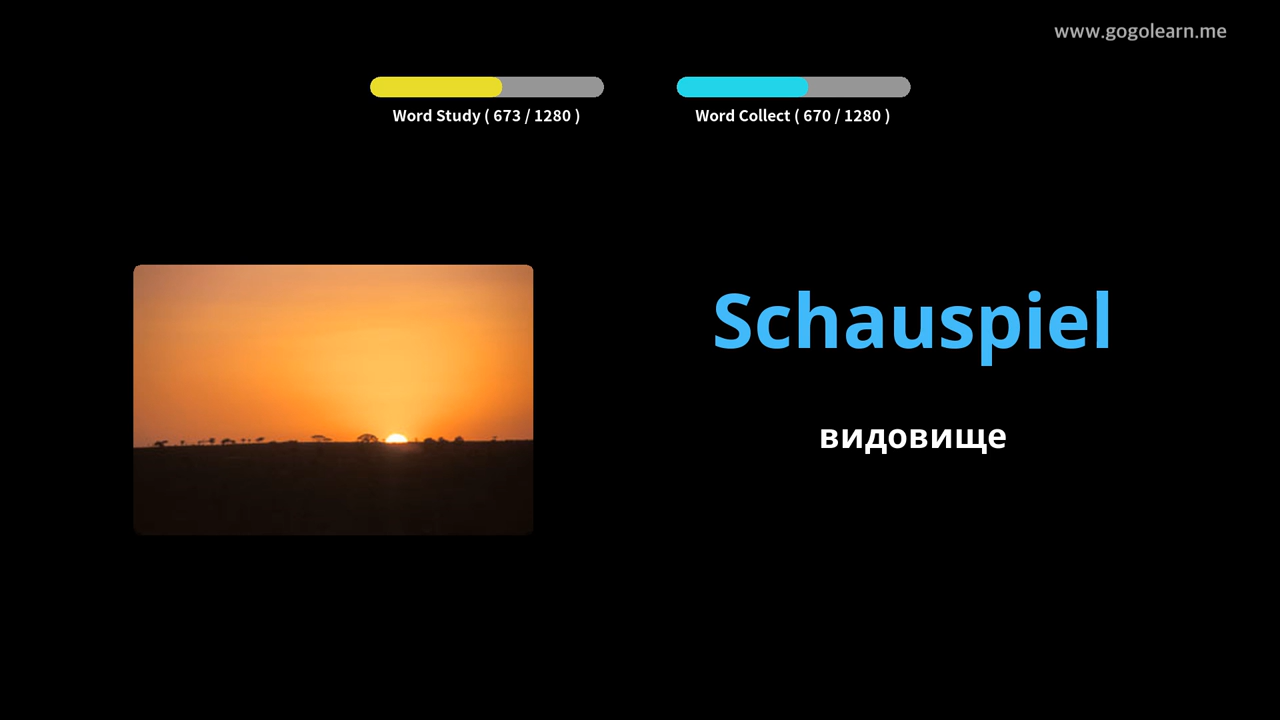 www.gogolearn.me
Word Study ( 673 / 1280 )
Word Collect ( 670 / 1280 )
Schauspiel
видовище